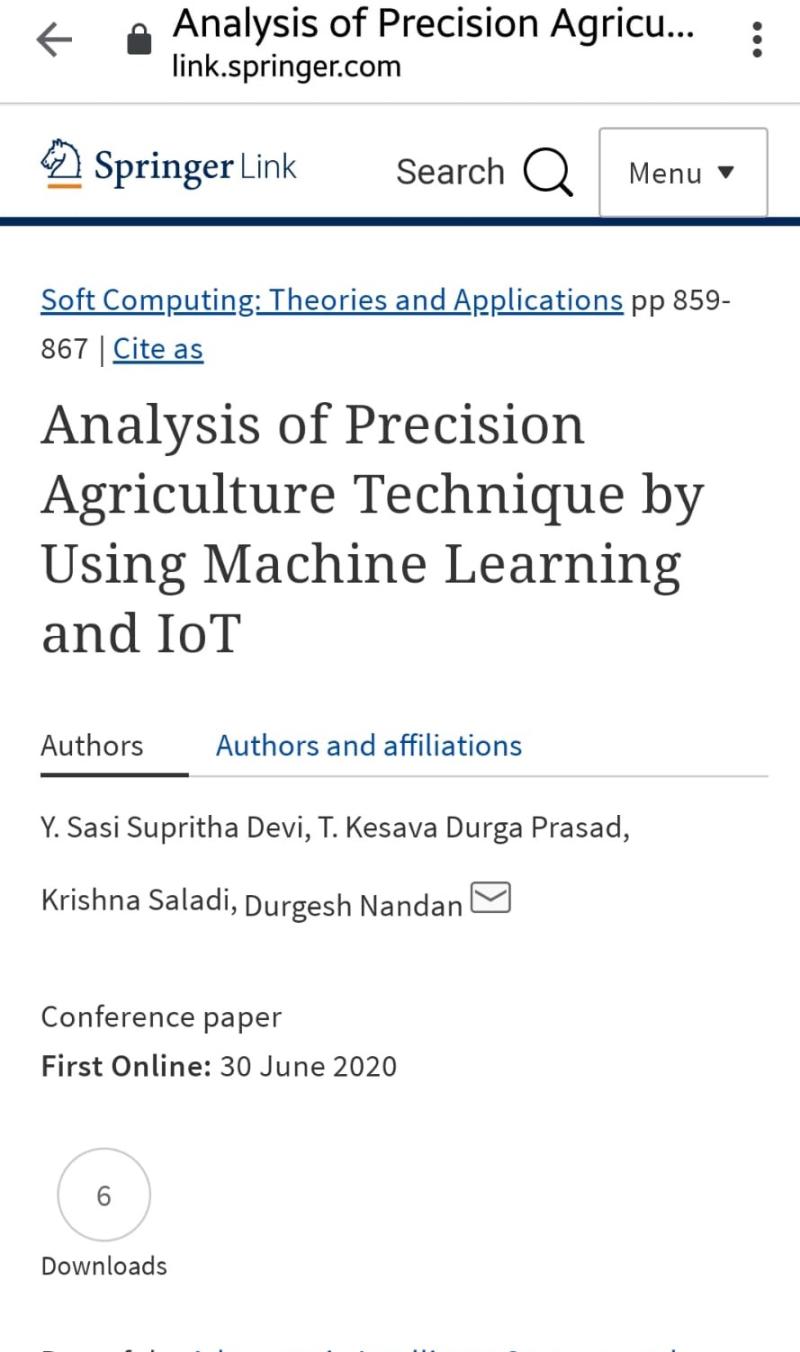 Analysis of Precision Agricu...
link.springer.com
Springer Link
Search
Menu ▼
Soft Computing: Theories and Applications pp 859-
867 | Cite as
Analysis of Precision
Agriculture Technique by
Using Machine Learning
and IoT
Authors
Authors and affiliations
Y. Sasi Supritha Devi, T. Kesava Durga Prasad,
Krishna Saladi, Durgesh Nandan
Conference paper
First Online: 30 June 2020
6
Downloads